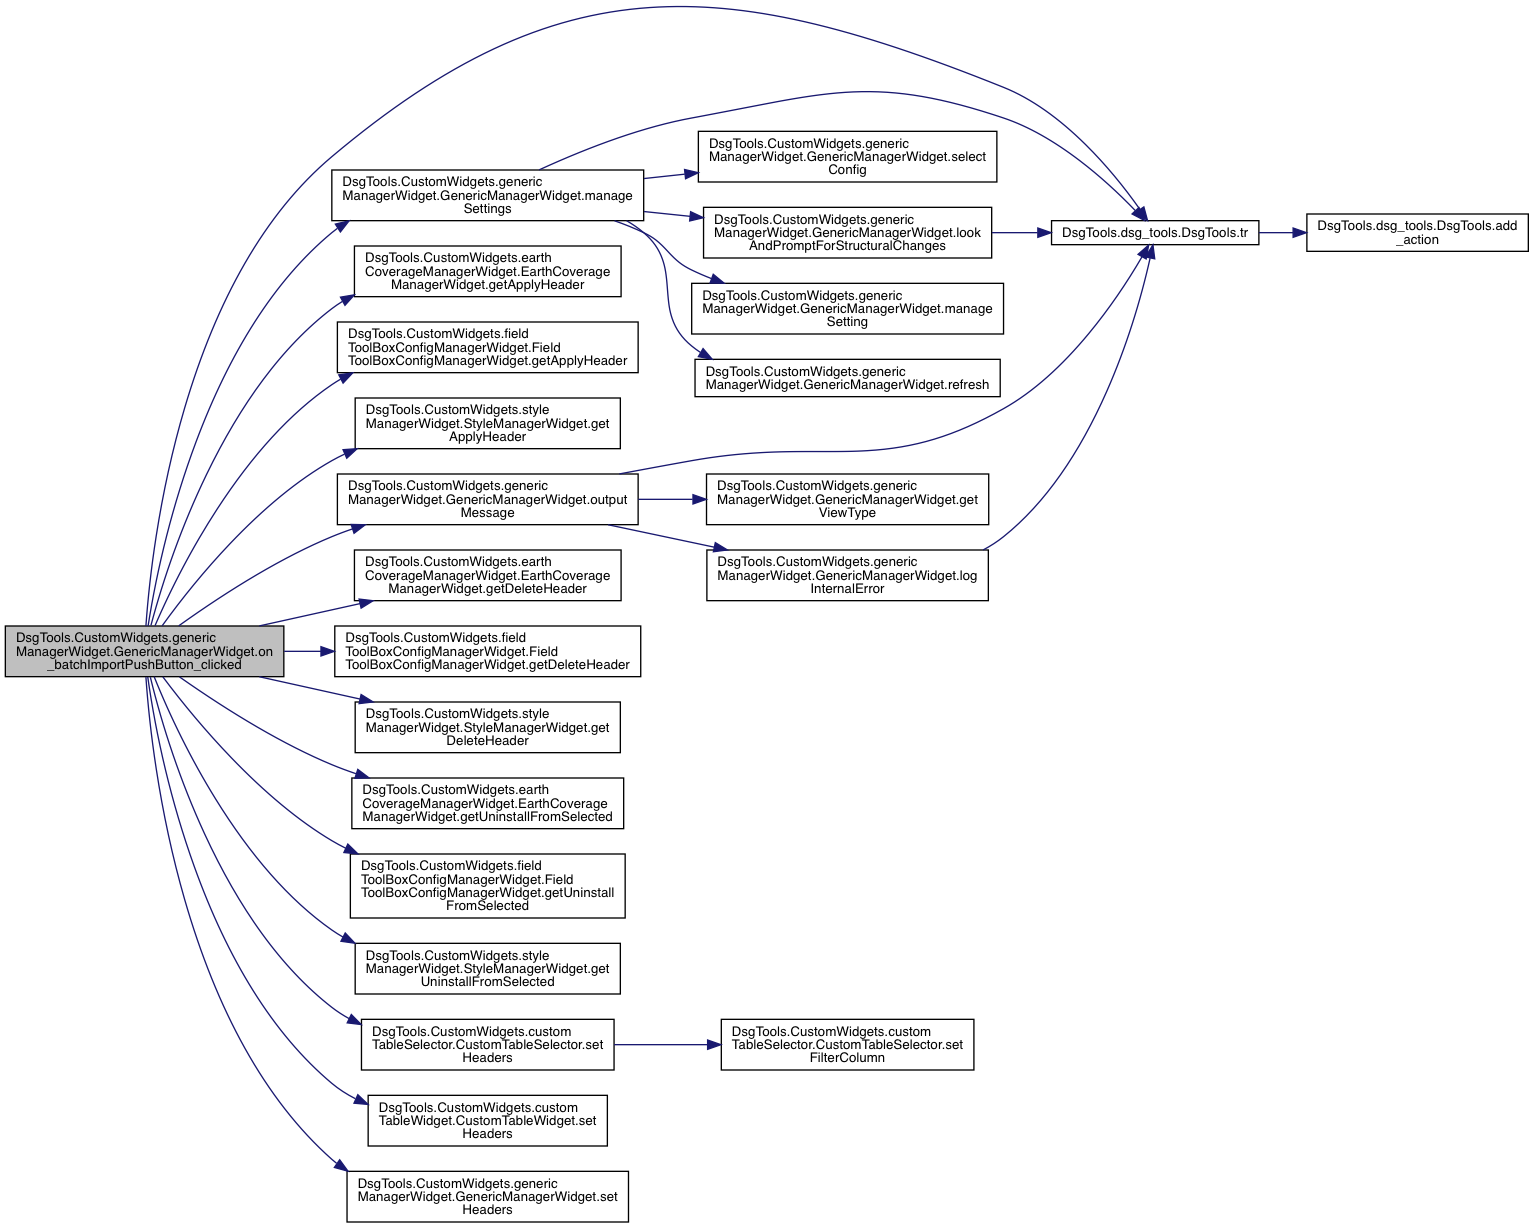 DsgTools.CustomWidgets.generic
ManagerWidget.GenericManagerWidget.on
_batchImportPushButton_clicked
DsgTools.CustomWidgets.generic
ManagerWidget.GenericManagerWidget.manage
Settings
DsgTools.CustomWidgets.earth
CoverageManagerWidget.EarthCoverage
ManagerWidget.getApplyHeader
DsgTools.CustomWidgets.field
ToolBoxConfigManagerWidget.Field
ToolBoxConfigManagerWidget.getApplyHeader
DsgTools.CustomWidgets.style
ManagerWidget.StyleManagerWidget.get
ApplyHeader
DsgTools.CustomWidgets.generic
ManagerWidget.GenericManagerWidget.output
Message
DsgTools.CustomWidgets.earth
CoverageManagerWidget.EarthCoverage
ManagerWidget.getDeleteHeader
DsgTools.CustomWidgets.field
ToolBoxConfigManagerWidget.Field
ToolBoxConfigManagerWidget.getDeleteHeader
DsgTools.CustomWidgets.style
ManagerWidget.StyleManagerWidget.get
DeleteHeader
DsgTools.CustomWidgets.earth
CoverageManagerWidget.EarthCoverage
ManagerWidget.getUninstallFromSelected
DsgTools.CustomWidgets.field
ToolBoxConfigManagerWidget.Field
ToolBoxConfigManagerWidget.getUninstall
FromSelected
DsgTools.CustomWidgets.style
ManagerWidget.StyleManagerWidget.get
UninstallFromSelected
DsgTools.CustomWidgets.custom
TableSelector.CustomTableSelector.set
Headers
DsgTools.CustomWidgets.custom
TableWidget.CustomTableWidget.set
Headers
DsgTools.CustomWidgets.generic
ManagerWidget.GenericManagerWidget.set
Headers
DsgTools.CustomWidgets.generic
ManagerWidget.GenericManagerWidget.select
Config
DsgTools.CustomWidgets.generic
ManagerWidget.GenericManagerWidget.look
AndPromptForStructuralChanges
DsgTools.CustomWidgets.generic
ManagerWidget.GenericManagerWidget.manage
Setting
DsgTools.CustomWidgets.generic
ManagerWidget.GenericManagerWidget.refresh
DsgTools.CustomWidgets.generic
ManagerWidget.GenericManagerWidget.get
ViewType
DsgTools.CustomWidgets.generic
ManagerWidget.GenericManagerWidget.log
InternalError
DsgTools.CustomWidgets.custom
TableSelector.CustomTableSelector.set
FilterColumn
DsgTools.dsg_tools.DsgTools.tr
DsgTools.dsg_tools.DsgTools.add
_action